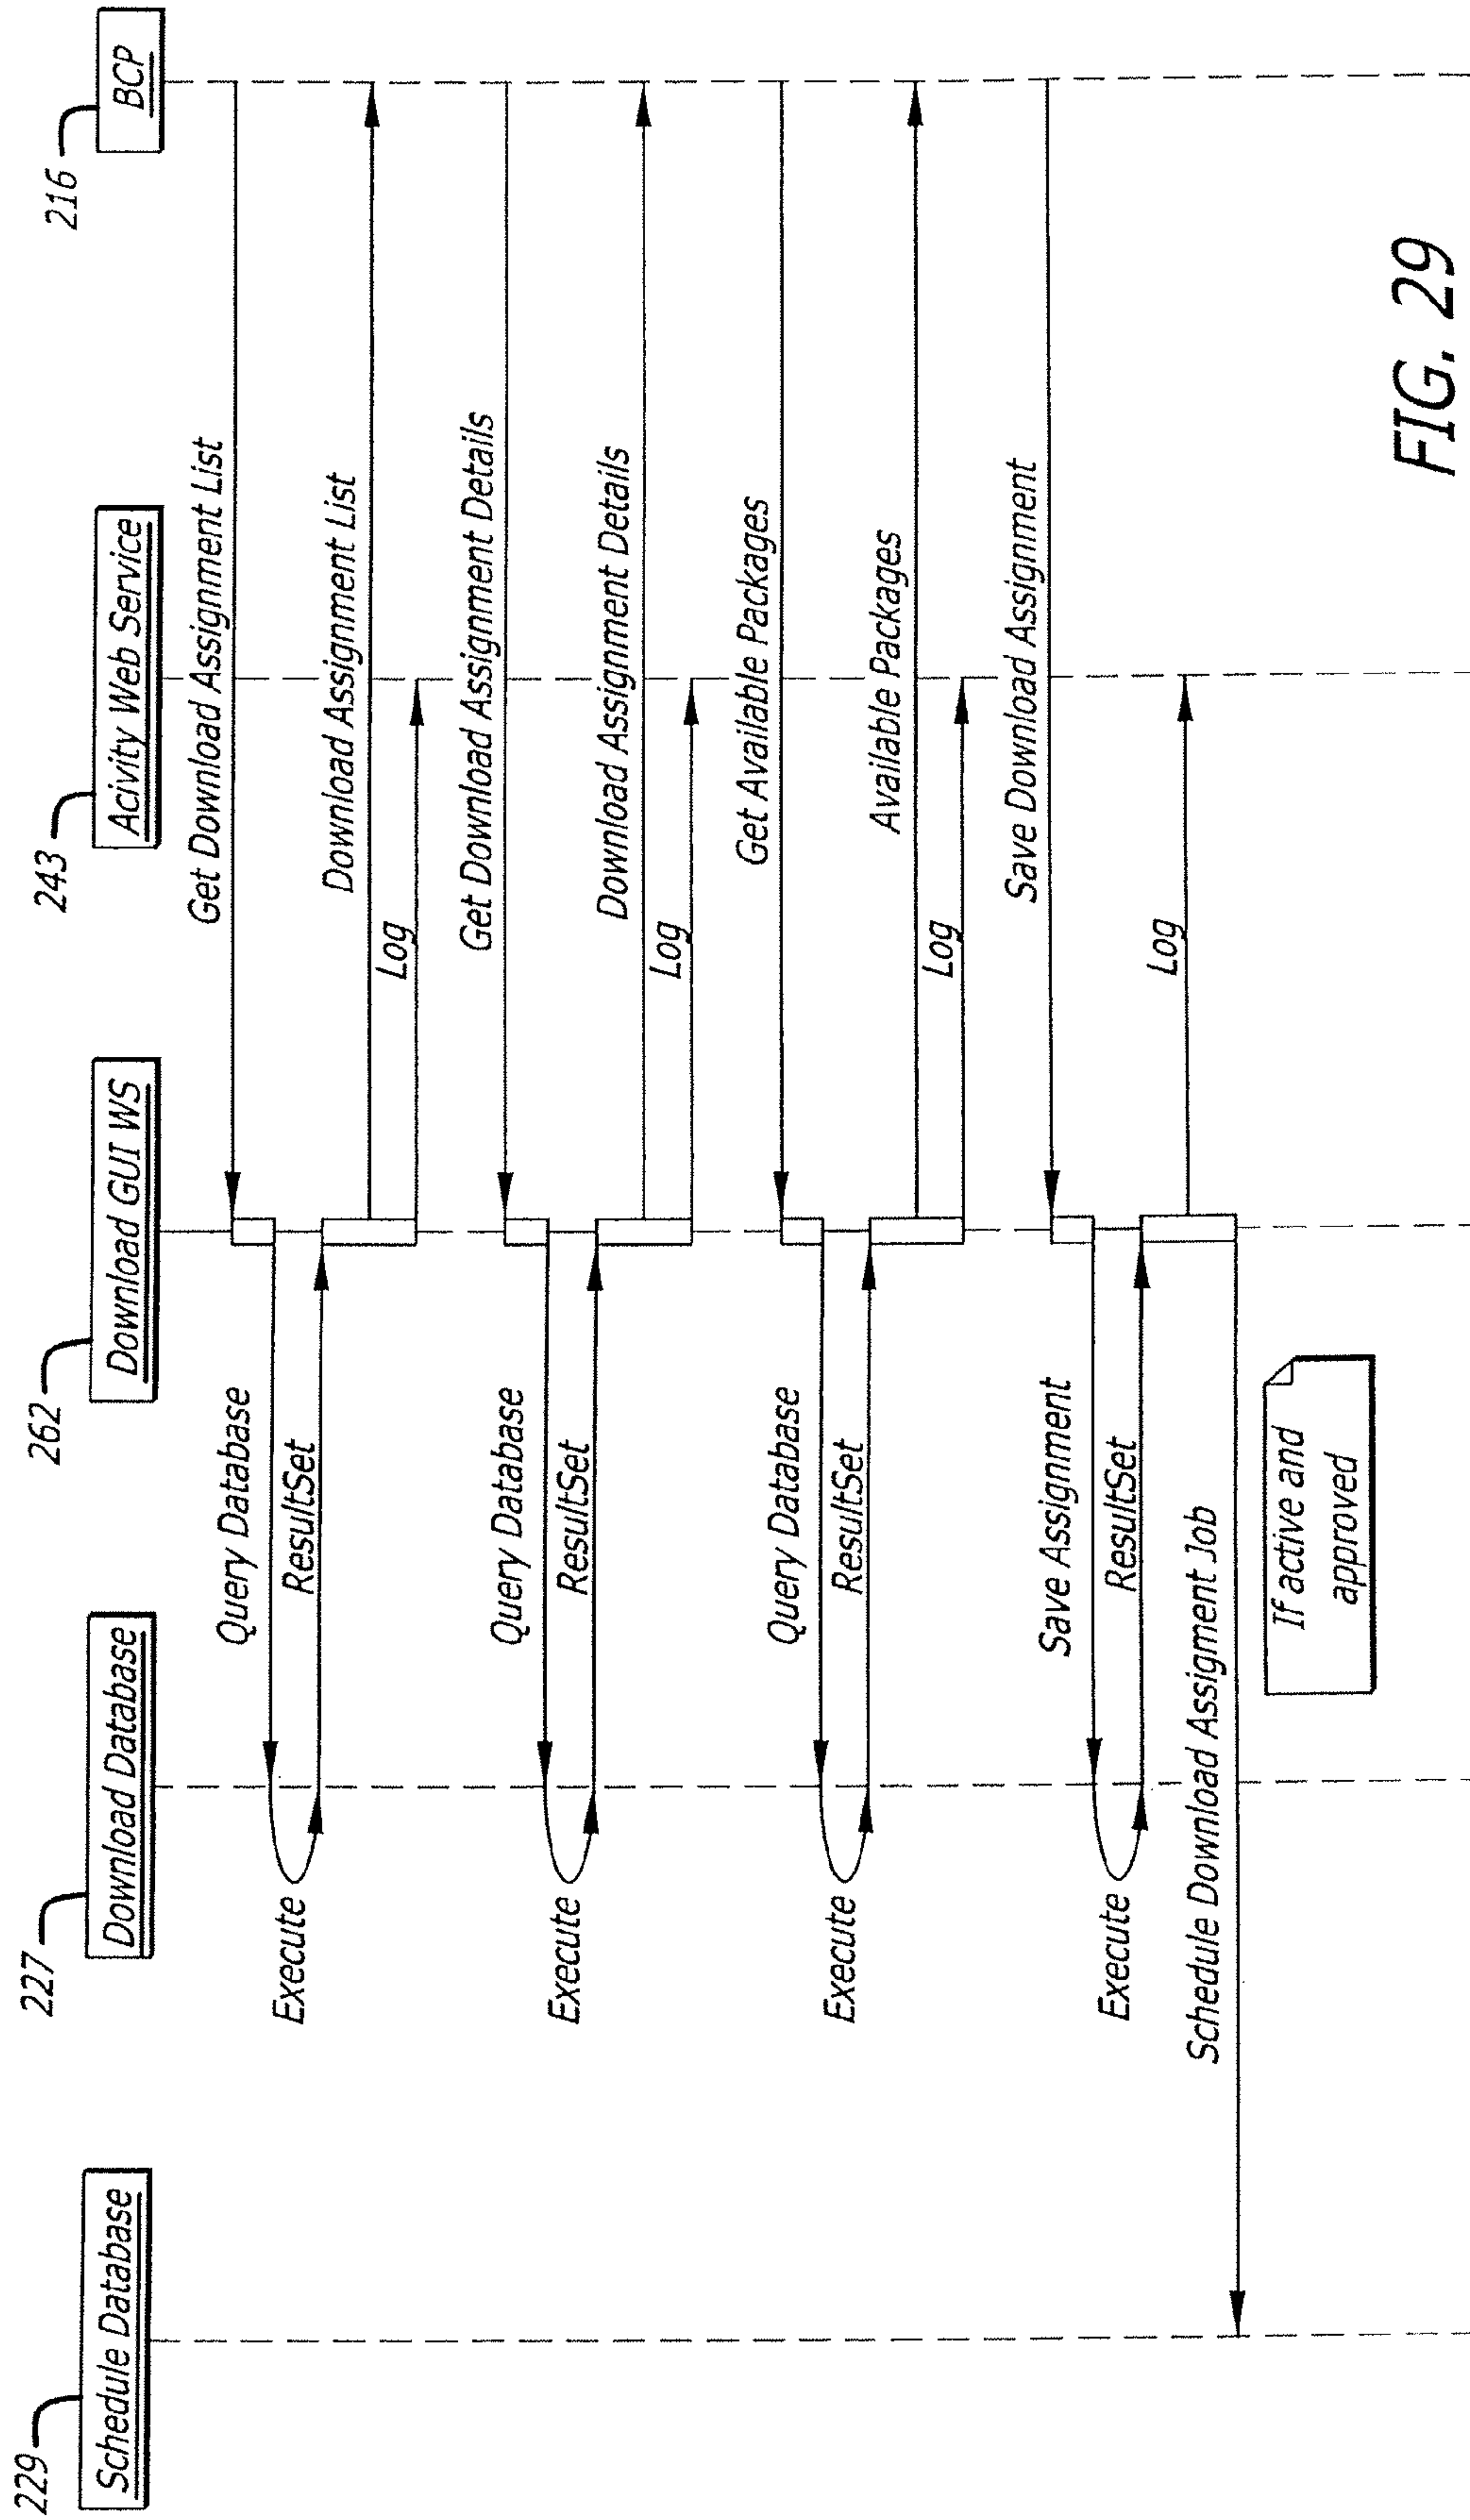 229
Schedule Database
227
Download Database
262
Download GUI WS
243
Acivity Web Service
216
BCP
Get Download Assignment List
Query Database
Execute
ResultSet
Download Assignment List
Log
Get Download Assignment Details
Query Database
Execute
ResultSet
Download Assignment Details
Log
Get Available Packages
Query Database
Execute
ResultSet
Available Packages
Log
Save Download Assignment
Save Assignment
Execute
ResultSet
Log
Schedule Download Assigment Job
If active and
approved
FIG. 29